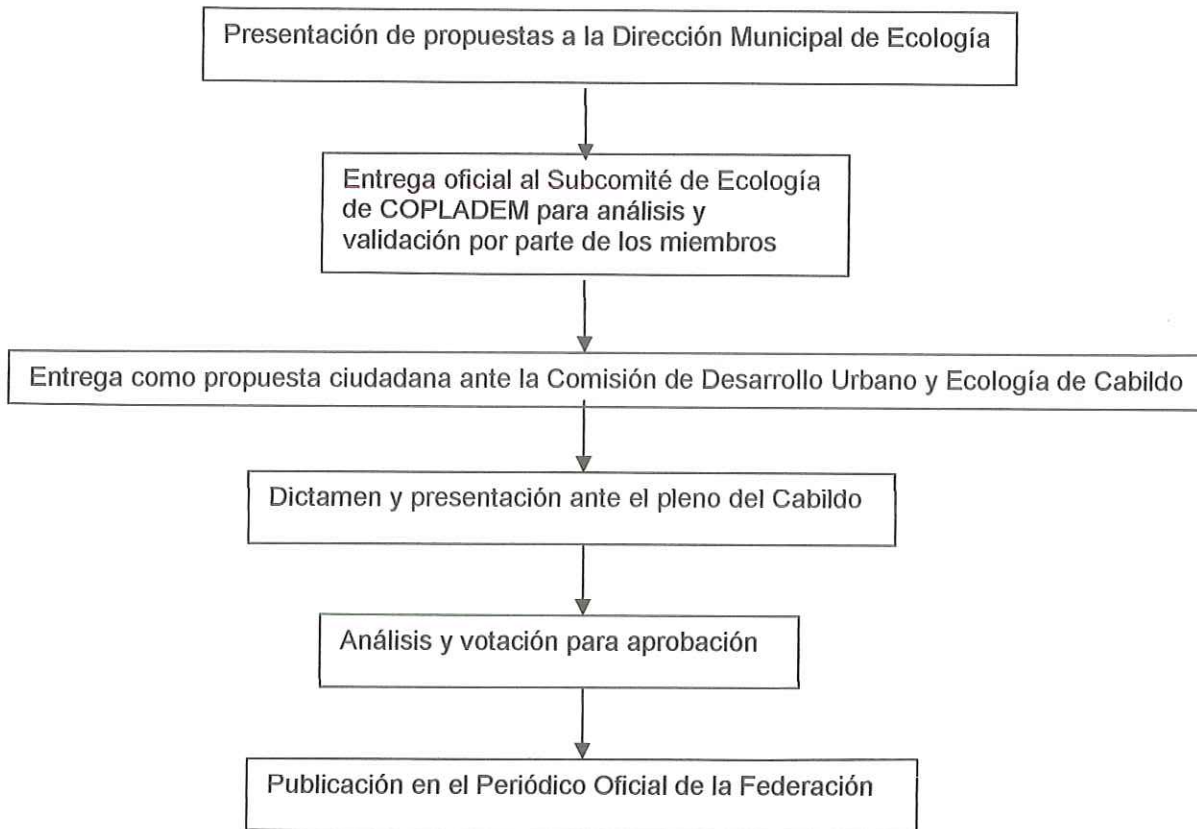 Presentación de propuestas a la Dirección Municipal de Ecología
Entrega oficial al Subcomité de Ecología
de COPLADEM para análisis y
validación por parte de los miembros
Entrega como propuesta ciudadana ante la Comisión de Desarrollo Urbano y Ecología de Cabildo
Dictamen y presentación ante el pleno del Cabildo
Análisis y votación para aprobación
Publicación en el Periódico Oficial de la Federación